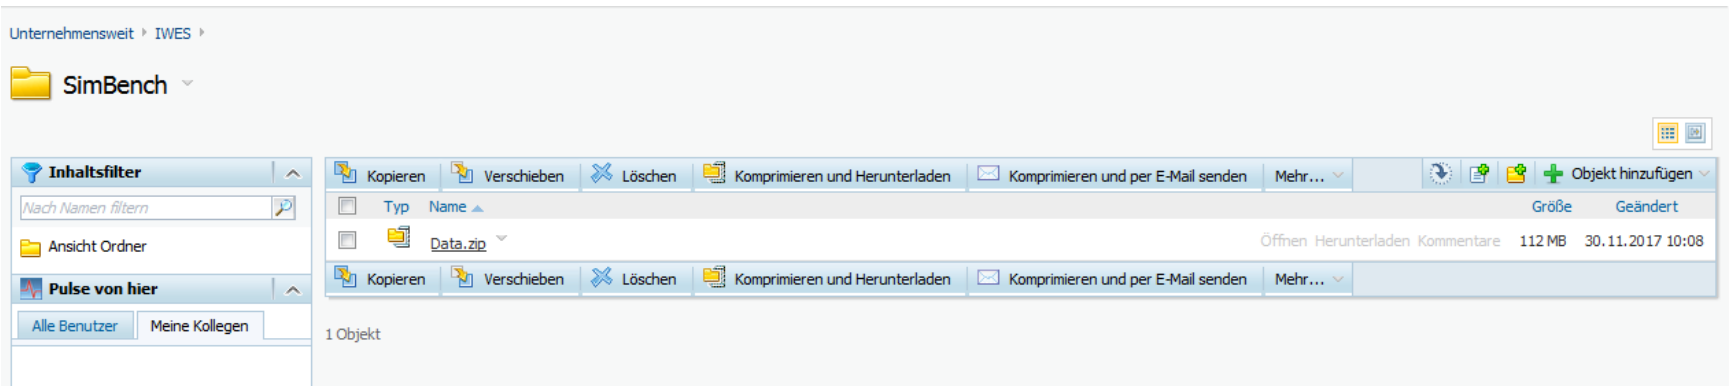 Unternehmensweit IWES
SimBench
Inhaltsfilter
Nach Namen filtern
Ansicht Ordner
Pulse von hier
Alle Benutzer Meine Kollegen
Kopieren Verschieben Löschen Komprimieren und Herunterladen Komprimieren und per E-Mail senden Mehr... Objekt hinzufügen
Typ Name Größe Geändert
Data.zip Öffnen Herunterladen Kommentare 112 MB 30.11.2017 10:08
Kopieren Verschieben Löschen Komprimieren und Herunterladen Komprimieren und per E-Mail senden Mehr...
1 Objekt